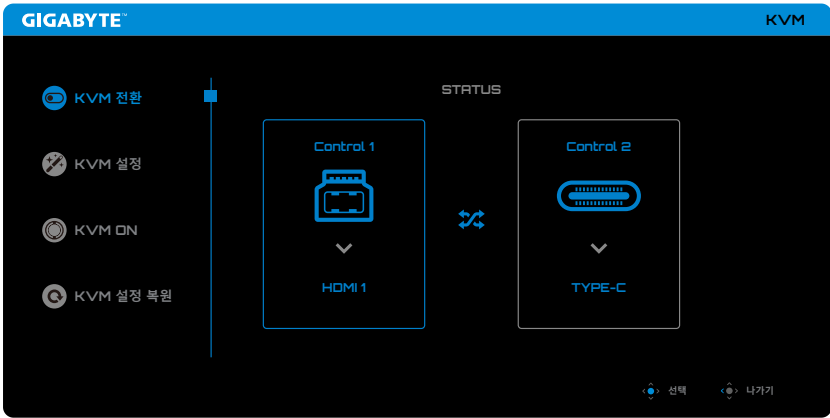 GIGABYTE™
KVM
KVM 전환
KVM 설정
KVM ON
KVM 설정 복원
STATUS
Control 1
HDMI 1
Control 2
TYPE-C
선택
나가기